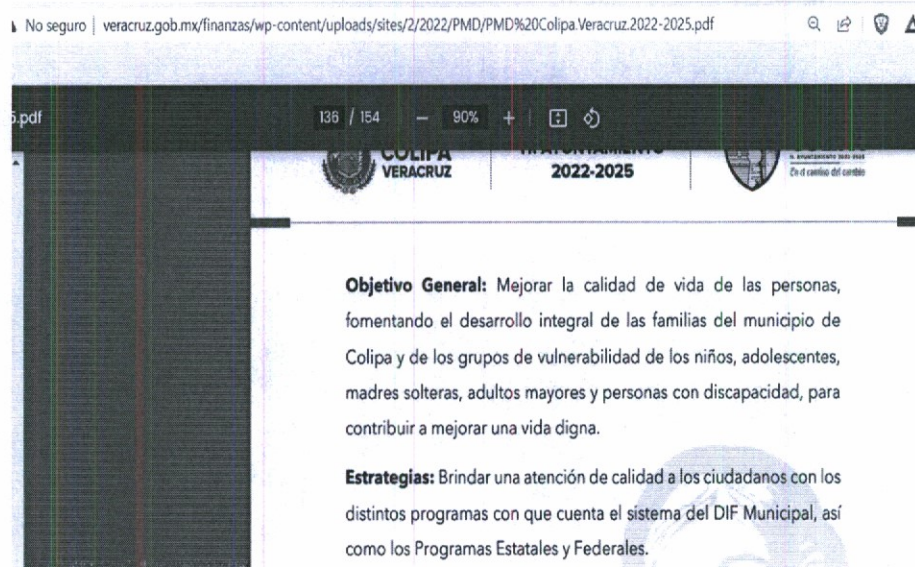 No seguro | veracruz.gob.mx/finanzas/wp-content/uploads/sites/2/2022/PMD/PMD%20Colipa.Veracruz.2022-2025.pdf
5.pdf
136 / 154 — 90% +
COLIPA
VERACRUZ
H. AYUNTAMIENTO
2022-2025
H. AYUNTAMIENTO 2022-2025
En el camino del cambio
Objetivo General: Mejorar la calidad de vida de las personas,
fomentando el desarrollo integral de las familias del municipio de
Colipa y de los grupos de vulnerabilidad de los niños, adolescentes,
madres solteras, adultos mayores y personas con discapacidad, para
contribuir a mejorar una vida digna.
Estrategias: Brindar una atención de calidad a los ciudadanos con los
distintos programas con que cuenta el sistema del DIF Municipal, así
como los Programas Estatales y Federales.